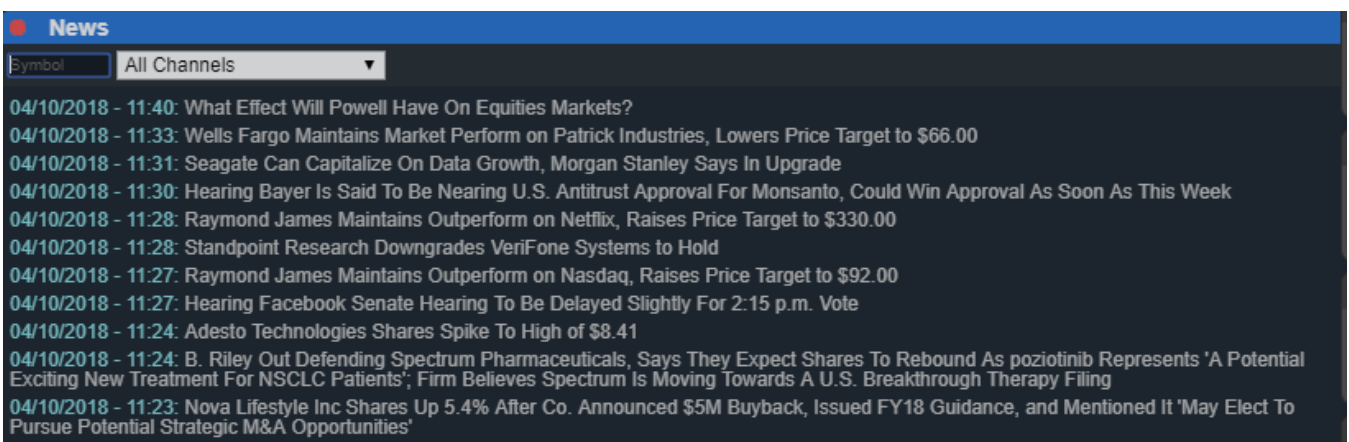 News
Symbol All Channels
04/10/2018 - 11:40: What Effect Will Powell Have On Equities Markets?
04/10/2018 - 11:33: Wells Fargo Maintains Market Perform on Patrick Industries, Lowers Price Target to $66.00
04/10/2018 - 11:31: Seagate Can Capitalize On Data Growth, Morgan Stanley Says In Upgrade
04/10/2018 - 11:30: Hearing Bayer Is Said To Be Nearing U.S. Antitrust Approval For Monsanto, Could Win Approval As Soon As This Week
04/10/2018 - 11:28: Raymond James Maintains Outperform on Netflix, Raises Price Target to $330.00
04/10/2018 - 11:28: Standpoint Research Downgrades VeriFone Systems to Hold
04/10/2018 - 11:27: Raymond James Maintains Outperform on Nasdaq, Raises Price Target to $92.00
04/10/2018 - 11:27: Hearing Facebook Senate Hearing To Be Delayed Slightly For 2:15 p.m. Vote
04/10/2018 - 11:24: Adesto Technologies Shares Spike To High of $8.41
04/10/2018 - 11:24: B. Riley Out Defending Spectrum Pharmaceuticals, Says They Expect Shares To Rebound As poziotinib Represents 'A Potential
Exciting New Treatment For NSCLC Patients'; Firm Believes Spectrum Is Moving Towards A U.S. Breakthrough Therapy Filing
04/10/2018 - 11:23: Nova Lifestyle Inc Shares Up 5.4% After Co. Announced $5M Buyback, Issued FY18 Guidance, and Mentioned It 'May Elect To
Pursue Potential Strategic M&A Opportunities'